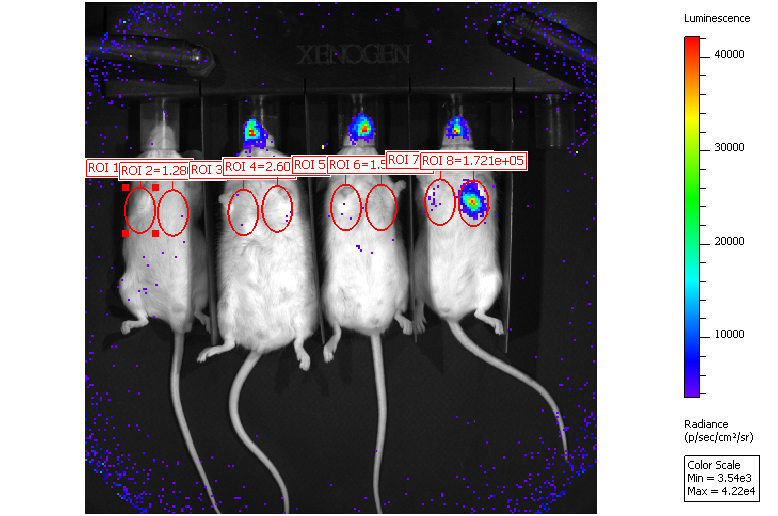 Luminescence
XENOGEN
40000
30000
20000
10000
ROI 1
ROI 2=1.28
ROI 3
ROI 4=2.60
ROI 5
ROI 6=1.5
ROI 7
ROI 8=1.721e+05
Radiance
(p/sec/cm²/sr)
Color Scale
Min = 3.54e3
Max = 4.22e4